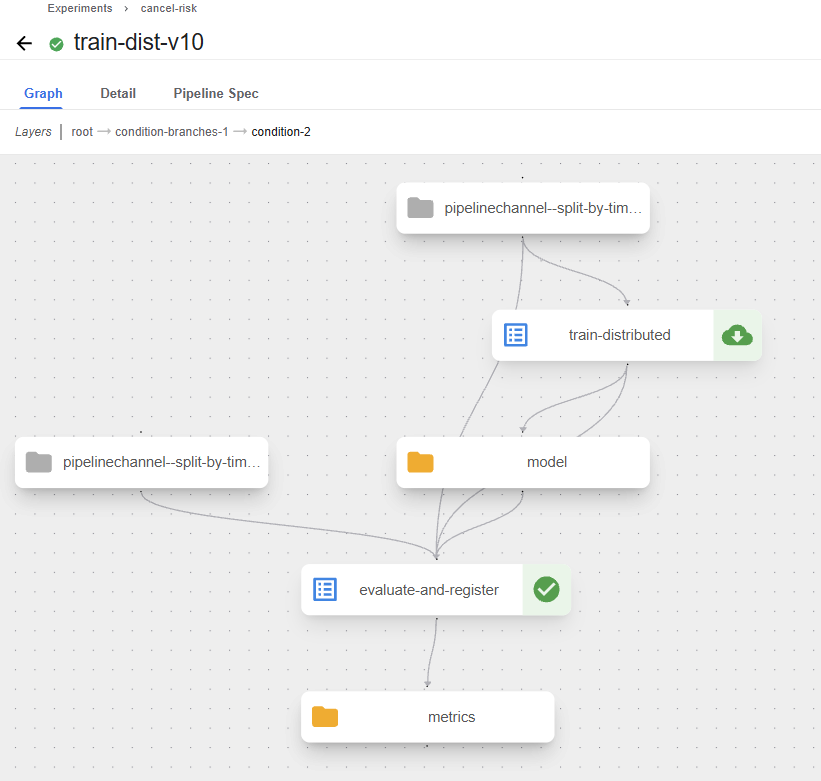 Experiments > cancel-risk
train-dist-v10
Graph Detail Pipeline Spec
Layers root → condition-branches-1 → condition-2
pipelinechannel--split-by-tim...
train-distributed
pipelinechannel--split-by-tim...
model
evaluate-and-register
metrics